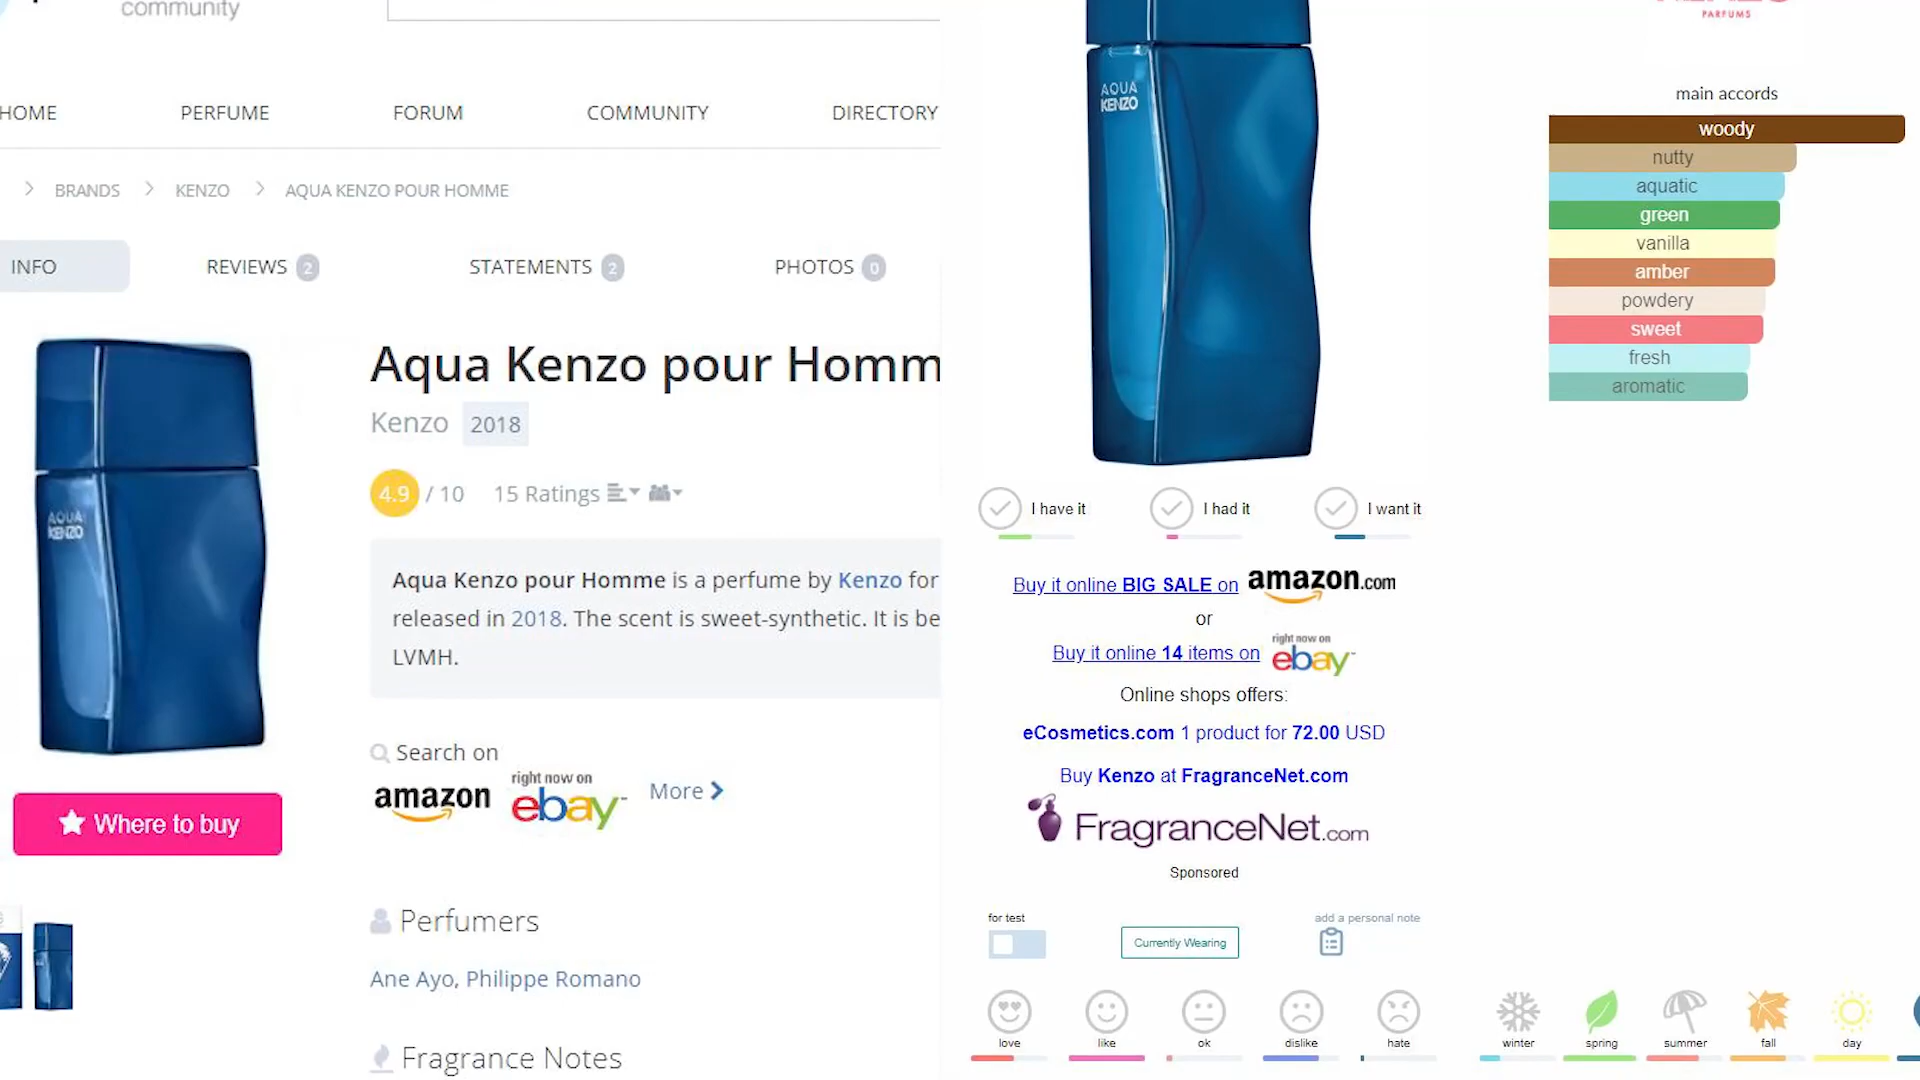 community
HOME
PERFUME
FORUM
COMMUNITY
DIRECTORY
BRANDS
KENZO
AQUA KENZO POUR HOMME
INFO
REVIEWS 2
STATEMENTS 2
PHOTOS 0
AQUA
KENZO
Aqua Kenzo pour Homm
Kenzo 2018
4.9 / 10 15 Ratings
Aqua Kenzo pour Homme is a perfume by Kenzo for
released in 2018. The scent is sweet-synthetic. It is be
LVMH.
Search on
amazon
right now on
ebay
More
Where to buy
Perfumers
Ane Ayo, Philippe Romano
Fragrance Notes
AQUA
KENZO
I have it
I had it
I want it
Buy it online BIG SALE on amazon.com
or
Buy it online 14 items on right now on ebay
Online shops offers:
eCosmetics.com 1 product for 72.00 USD
Buy Kenzo at FragranceNet.com
FragranceNet.com
Sponsored
for test
Currently Wearing
add a personal note
love
like
ok
dislike
hate
winter
spring
summer
fall
day
PARFUMS
main accords
woody
nutty
aquatic
green
vanilla
amber
powdery
sweet
fresh
aromatic